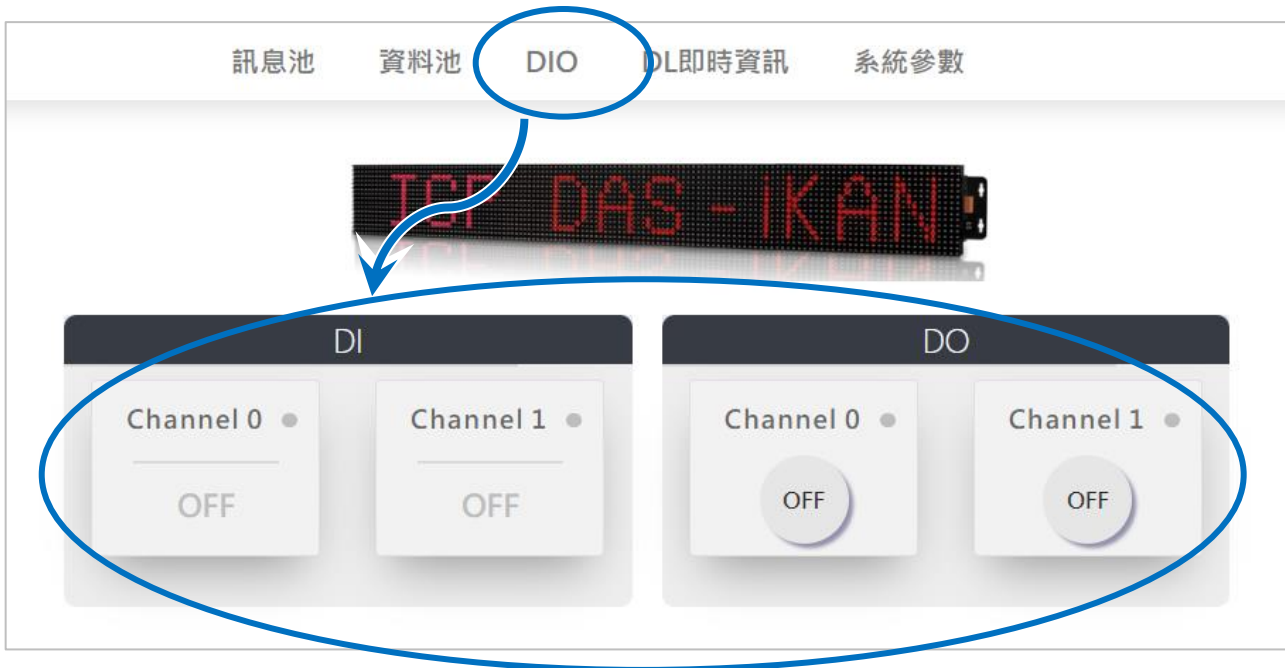 訊息池 資料池 DIO DL即時資訊 系統參數
ICP DAS - iKAN
DI DO
Channel 0 Channel 1 Channel 0 Channel 1
OFF OFF OFF OFF